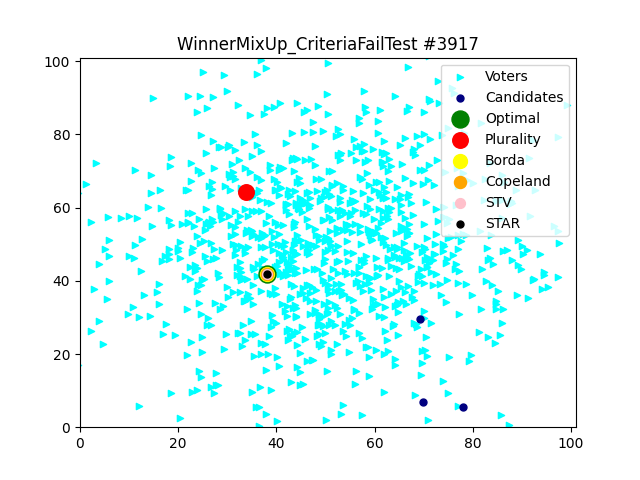 WinnerMixUp_CriteriaFailTest #3917
100
80
60
40
20
0
0 20 40 60 80 100
Voters
Candidates
Optimal
Plurality
Borda
Copeland
STV
STAR